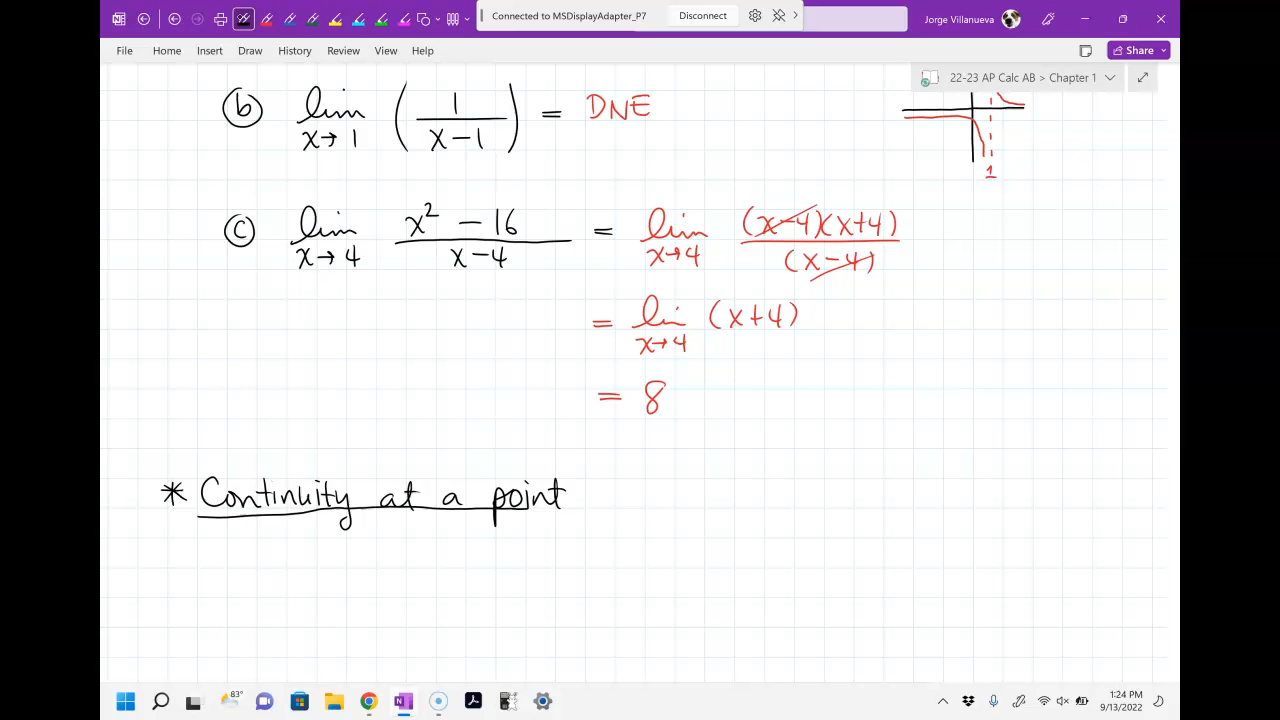 Connected to MSDisplayAdapter_P7 Disconnect
Jorge Villanueva
File Home Insert Draw History Review View Help
Share
22-23 AP Calc AB > Chapter 1
(b) lim x→1 ( 1 / (x-1) ) = DNE
1
(c) lim x→4 (x² - 16) / (x-4) = lim x→4 (x-4)(x+4) / (x-4)
= lim x→4 (x+4)
= 8
* Continuity at a point
83°
1:24 PM
9/13/2022